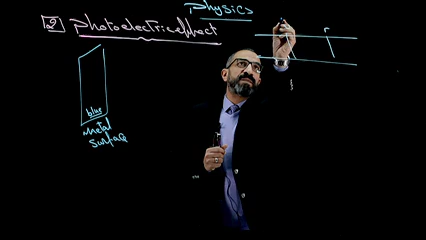 Physics
2 Photoelectric effect
r
blue
Metal
Surface